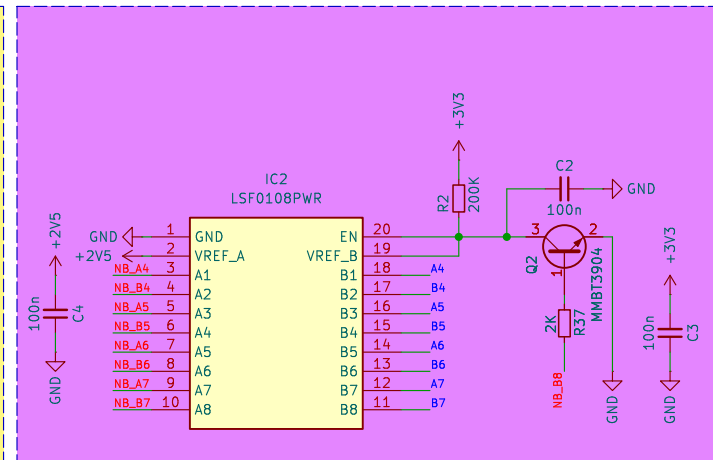 +3V3
C2
GND
100n
R2
200K
IC2
LSF0108PWR
+2V5
GND
+2V5
1
GND
EN
20
2
VREF_A
VREF_B
19
NB_A4
3
A1
B1
18
A4
NB_B4
4
A2
B2
17
B4
NB_A5
5
A3
B3
16
A5
NB_B5
6
A4
B4
15
B5
NB_A6
7
A5
B5
14
A6
NB_B6
8
A6
B6
13
B6
NB_A7
9
A7
B7
12
A7
NB_B7
10
A8
B8
11
B7
100n
C4
GND
3
2
1
Q2
MMBT3904
2K
R37
NB_B8
GND
+3V3
100n
C3
GND